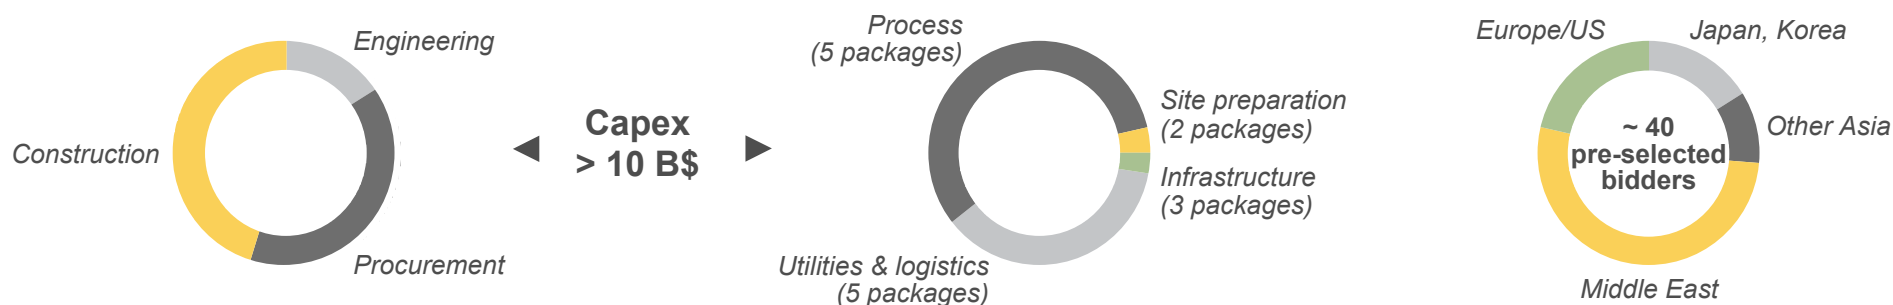 Engineering
Construction
Procurement
Capex
> 10 B$
Process
(5 packages)
Site preparation
(2 packages)
Infrastructure
(3 packages)
Utilities & logistics
(5 packages)
Europe/US
Japan, Korea
Other Asia
~ 40
pre-selected
bidders
Middle East